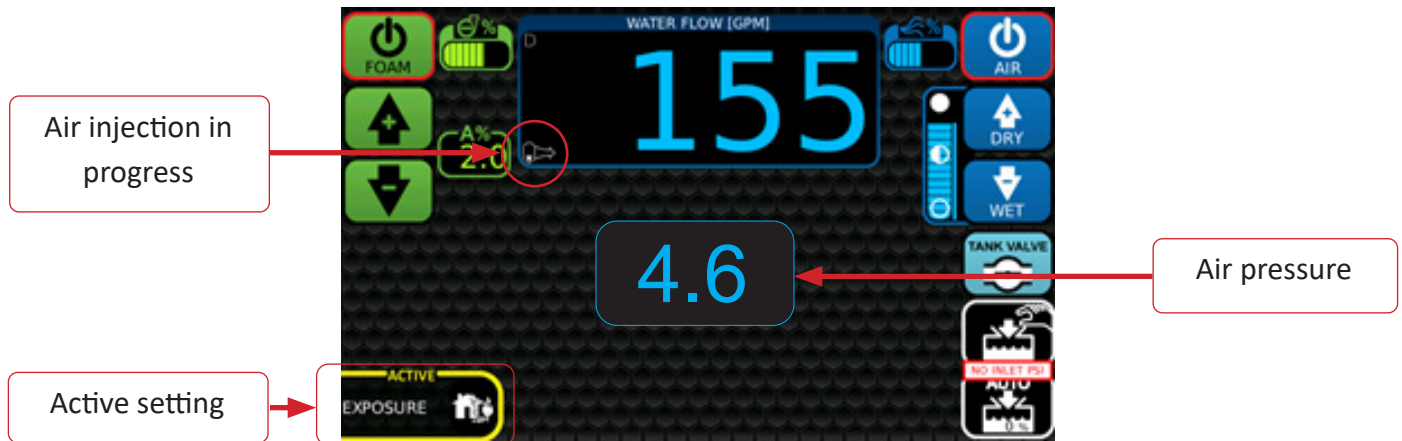 WATER FLOW [GPM]
%
%
FOAM
D
155
AIR
A%
2.0
DRY
WET
Air injection in
progress
4.6
TANK VALVE
Air pressure
NO INLET PSI
AUTO
0 %
ACTIVE
EXPOSURE
Active setting